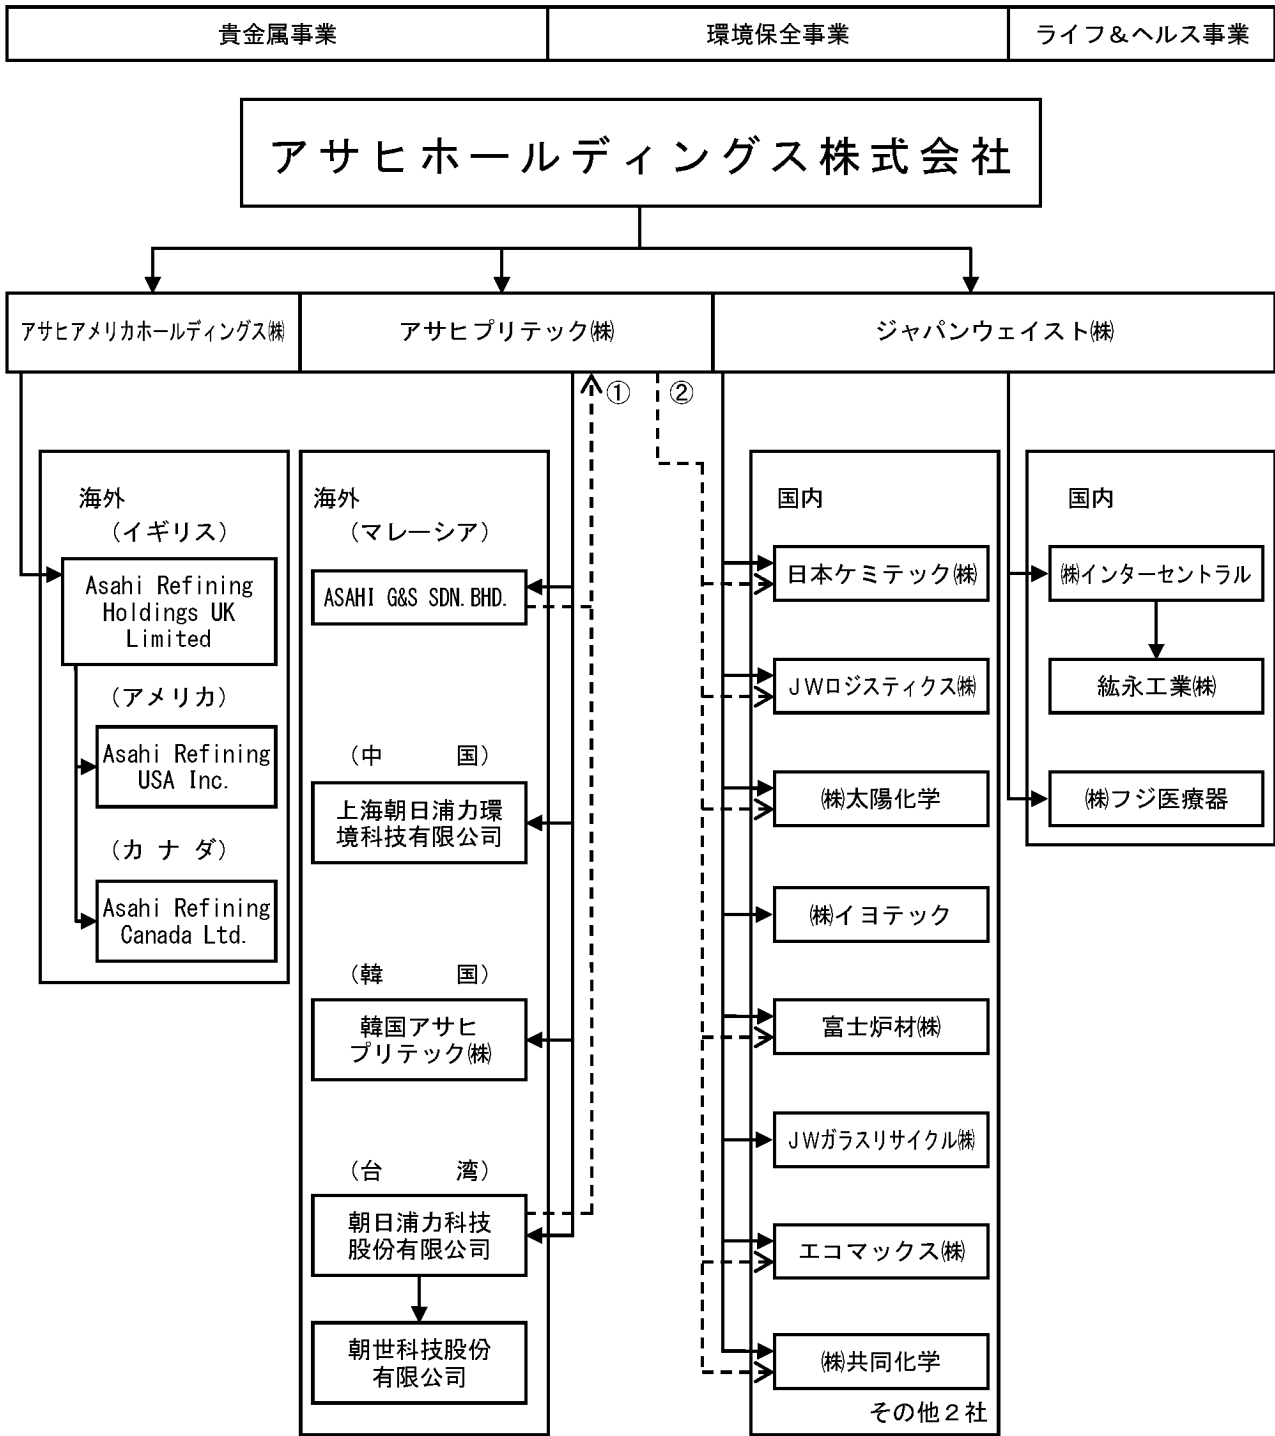 貴金属事業
環境保全事業
ライフ&ヘルス事業
アサヒホールディングス株式会社
アサヒアメリカホールディングス㈱
アサヒプリテック㈱
ジャパンウェイスト㈱
①
②
海外
(イギリス)
Asahi Refining
Holdings UK
Limited
(アメリカ)
Asahi Refining
USA Inc.
(カナダ)
Asahi Refining
Canada Ltd.
海外
(マレーシア)
ASAHI G&S SDN.BHD.
(中国)
上海朝日浦力環
境科技有限公司
(韓国)
韓国アサヒ
プリテック㈱
(台湾)
朝日浦力科技
股份有限公司
朝世科技股份
有限公司
国内
日本ケミテック㈱
JWロジスティクス㈱
㈱太陽化学
㈱イヨテック
富士炉材㈱
JWガラスリサイクル㈱
エコマックス㈱
㈱共同化学
その他2社
国内
㈱インターセントラル
紘永工業㈱
㈱フジ医療器